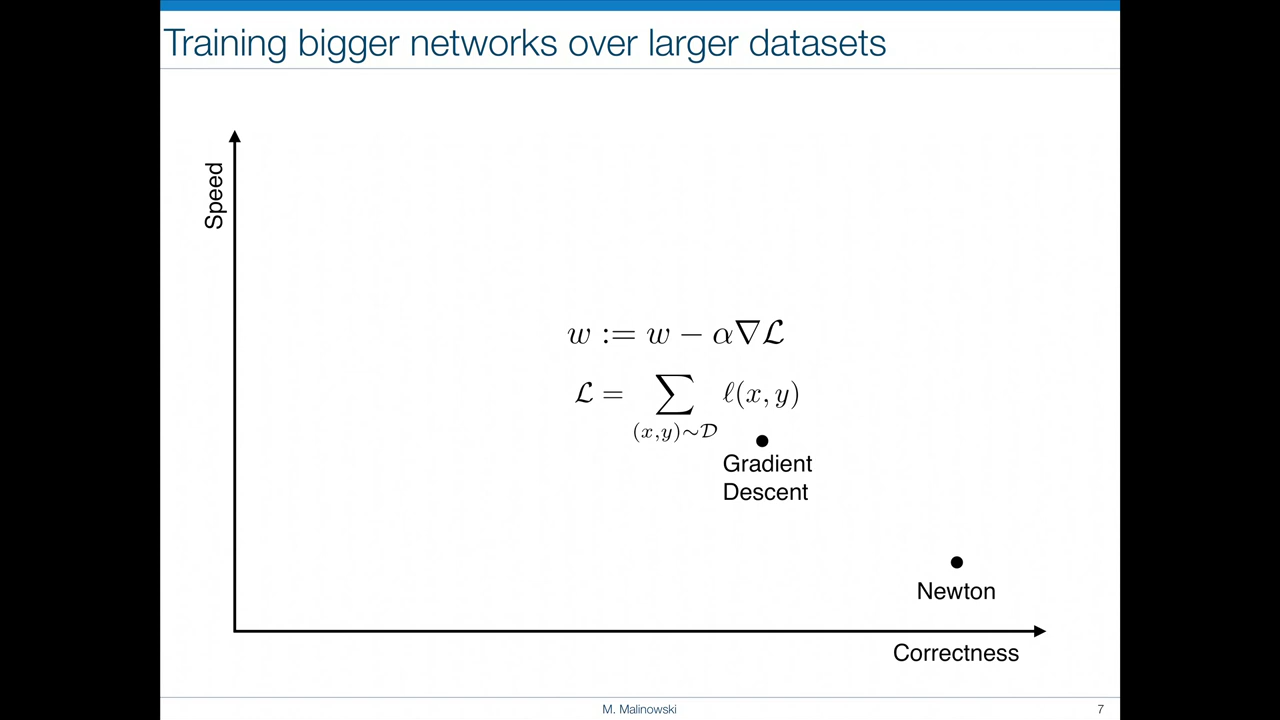 Training bigger networks over larger datasets
Speed
w := w − α∇ℒ
ℒ = ∑ ℓ(x, y)
(x,y)∼𝒟
Gradient
Descent
Newton
Correctness
M. Malinowski
7